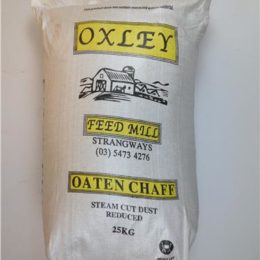 OXLEY
FEED MILL
STRANGWAYS
(03) 5473 4276
OATEN CHAFF
STEAM CUT DUST
REDUCED
25KG